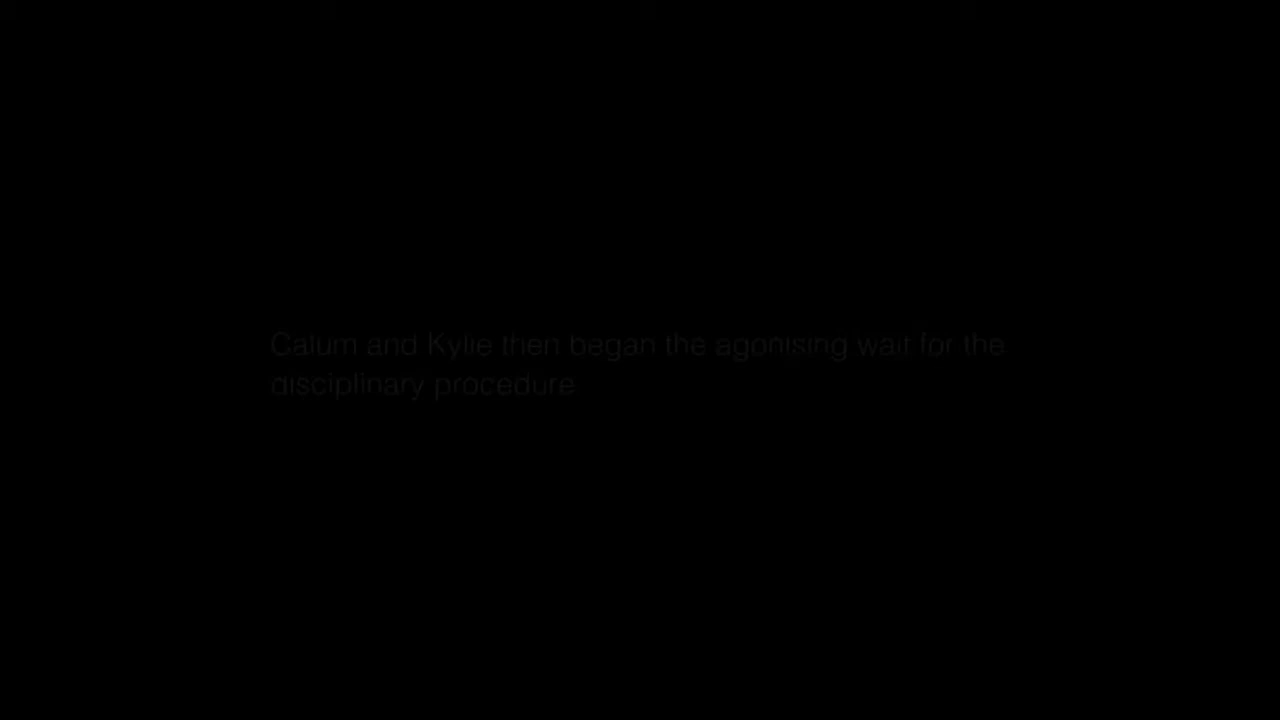 Calum and Kylie then began the agonising wait for the
disciplinary procedure